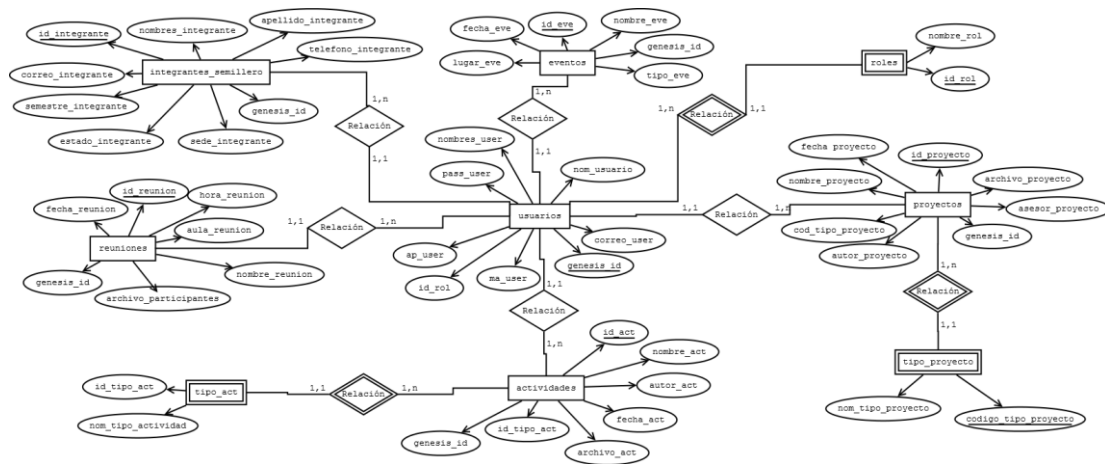 id_integrante
nombres_integrante
apellido_integrante
telefono_integrante
correo_integrante
integrantes_semillero
semestre_integrante
genesis_id
estado_integrante
sede_integrante
fecha_eve
id_eve
nombre_eve
genesis_id
lugar_eve
eventos
tipo_eve
nombre_rol
roles
id_rol
1,n
Relación
1,1
1,n
Relación
1,1
1,n
Relación
1,1
nombres_user
pass_user
nom_usuario
usuarios
ap_user
correo_user
id_rol
ma_user
genesis_id
id_reunion
hora_reunion
fecha_reunion
aula_reunion
reuniones
genesis_id
nombre_reunion
archivo_participantes
1,1
Relación
1,n
1,1
Relación
1,n
fecha proyecto
id_proyecto
archivo_proyecto
nombre_proyecto
proyectos
asesor_proyecto
cod_tipo_proyecto
genesis_id
autor_proyecto
1,n
Relación
1,1
tipo_proyecto
nom_tipo_proyecto
codigo_tipo_proyecto
1,1
Relación
1,n
id_act
nombre_act
id_tipo_act
tipo_act
1,1
Relación
1,n
actividades
autor_act
nom_tipo_actividad
fecha_act
genesis_id
id_tipo_act
archivo_act